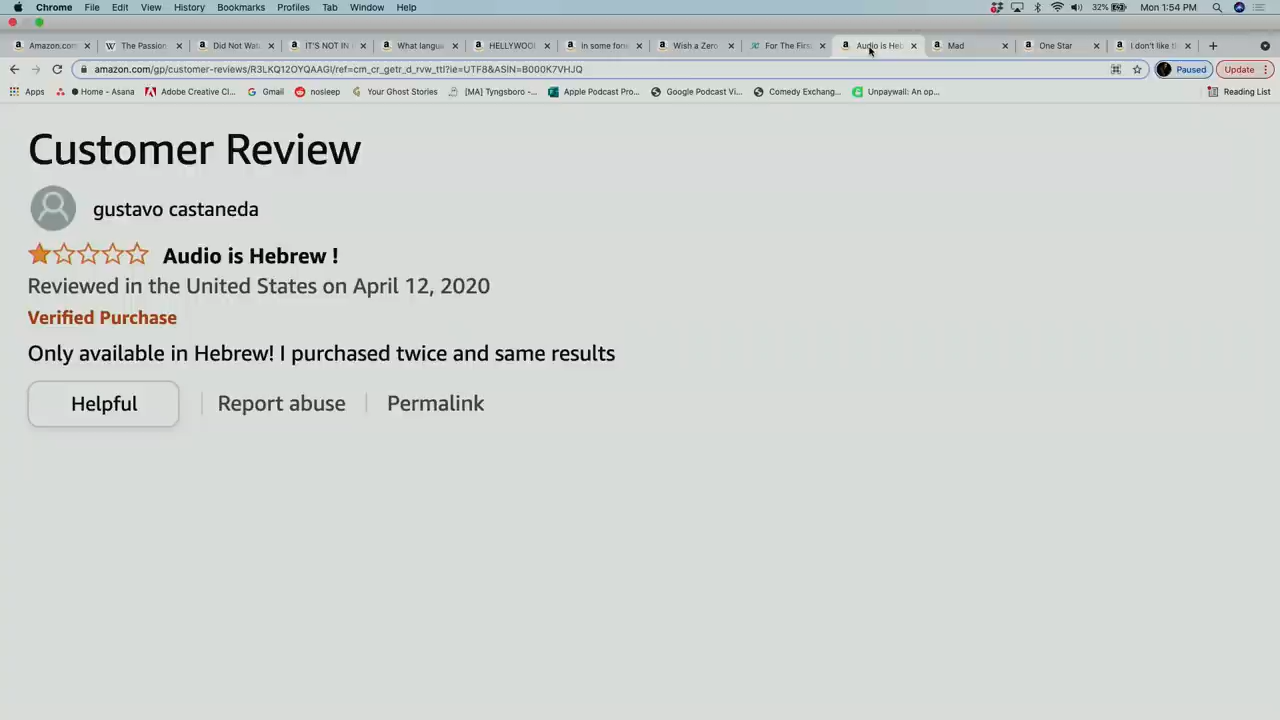 Chrome File Edit View History Bookmarks Profiles Tab Window Help 32% Mon 1:54 PM
Amazon.com The Passion Did Not Wat IT'S NOT IN What langu HELLYWOO In some for Wish a Zero For The Firs Audio is Heb Mad One Star I don't like th
amazon.com/gp/customer-reviews/R3LKQ12OYQAAGI/ref=cm_cr_getr_d_rvw_ttl?ie=UTF8&ASIN=B000K7VHJQ Paused Update
Apps Home - Asana Adobe Creative Cl... Gmail nosleep Your Ghost Stories [MA] Tyngsboro -... Apple Podcast Pro... Google Podcast Vi... Comedy Exchang... Unpaywall: An op... Reading List
Customer Review
gustavo castaneda
Audio is Hebrew !
Reviewed in the United States on April 12, 2020
Verified Purchase
Only available in Hebrew! I purchased twice and same results
Helpful Report abuse Permalink